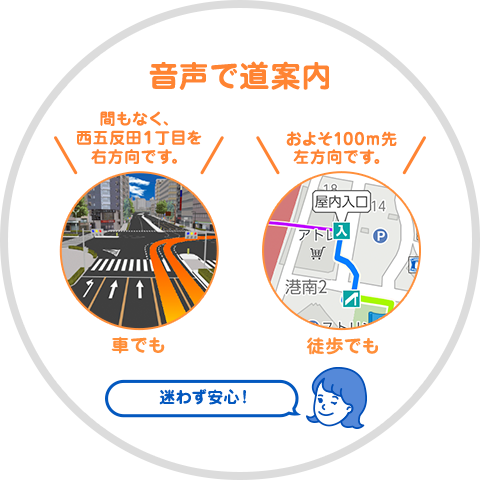 音声で道案内
間もなく、
西五反田1丁目を
右方向です。
およそ100m先
左方向です。
18
14
屋内入口
入
アトレ
P
港南2
車でも
徒歩でも
迷わず安心！